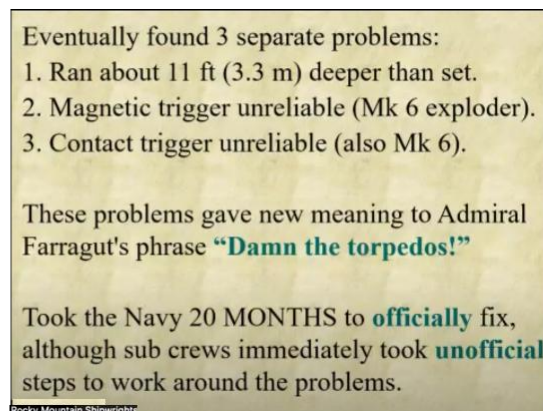 Eventually found 3 separate problems:
1. Ran about 11 ft (3.3 m) deeper than set.
2. Magnetic trigger unreliable (Mk 6 exploder).
3. Contact trigger unreliable (also Mk 6).
These problems gave new meaning to Admiral
Farragut's phrase “Damn the torpedos!”
Took the Navy 20 MONTHS to officially fix,
although sub crews immediately took unofficial
steps to work around the problems.
Rocky Mountain Shipwrights